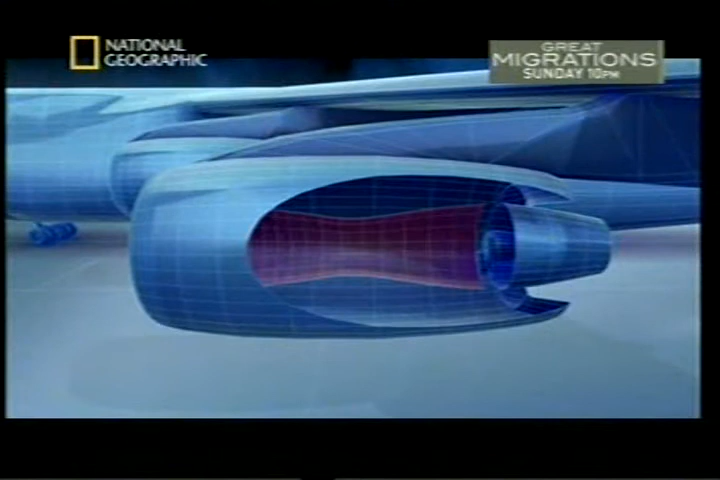 NATIONAL
GEOGRAPHIC
GREAT
MIGRATIONS
SUNDAY 10PM